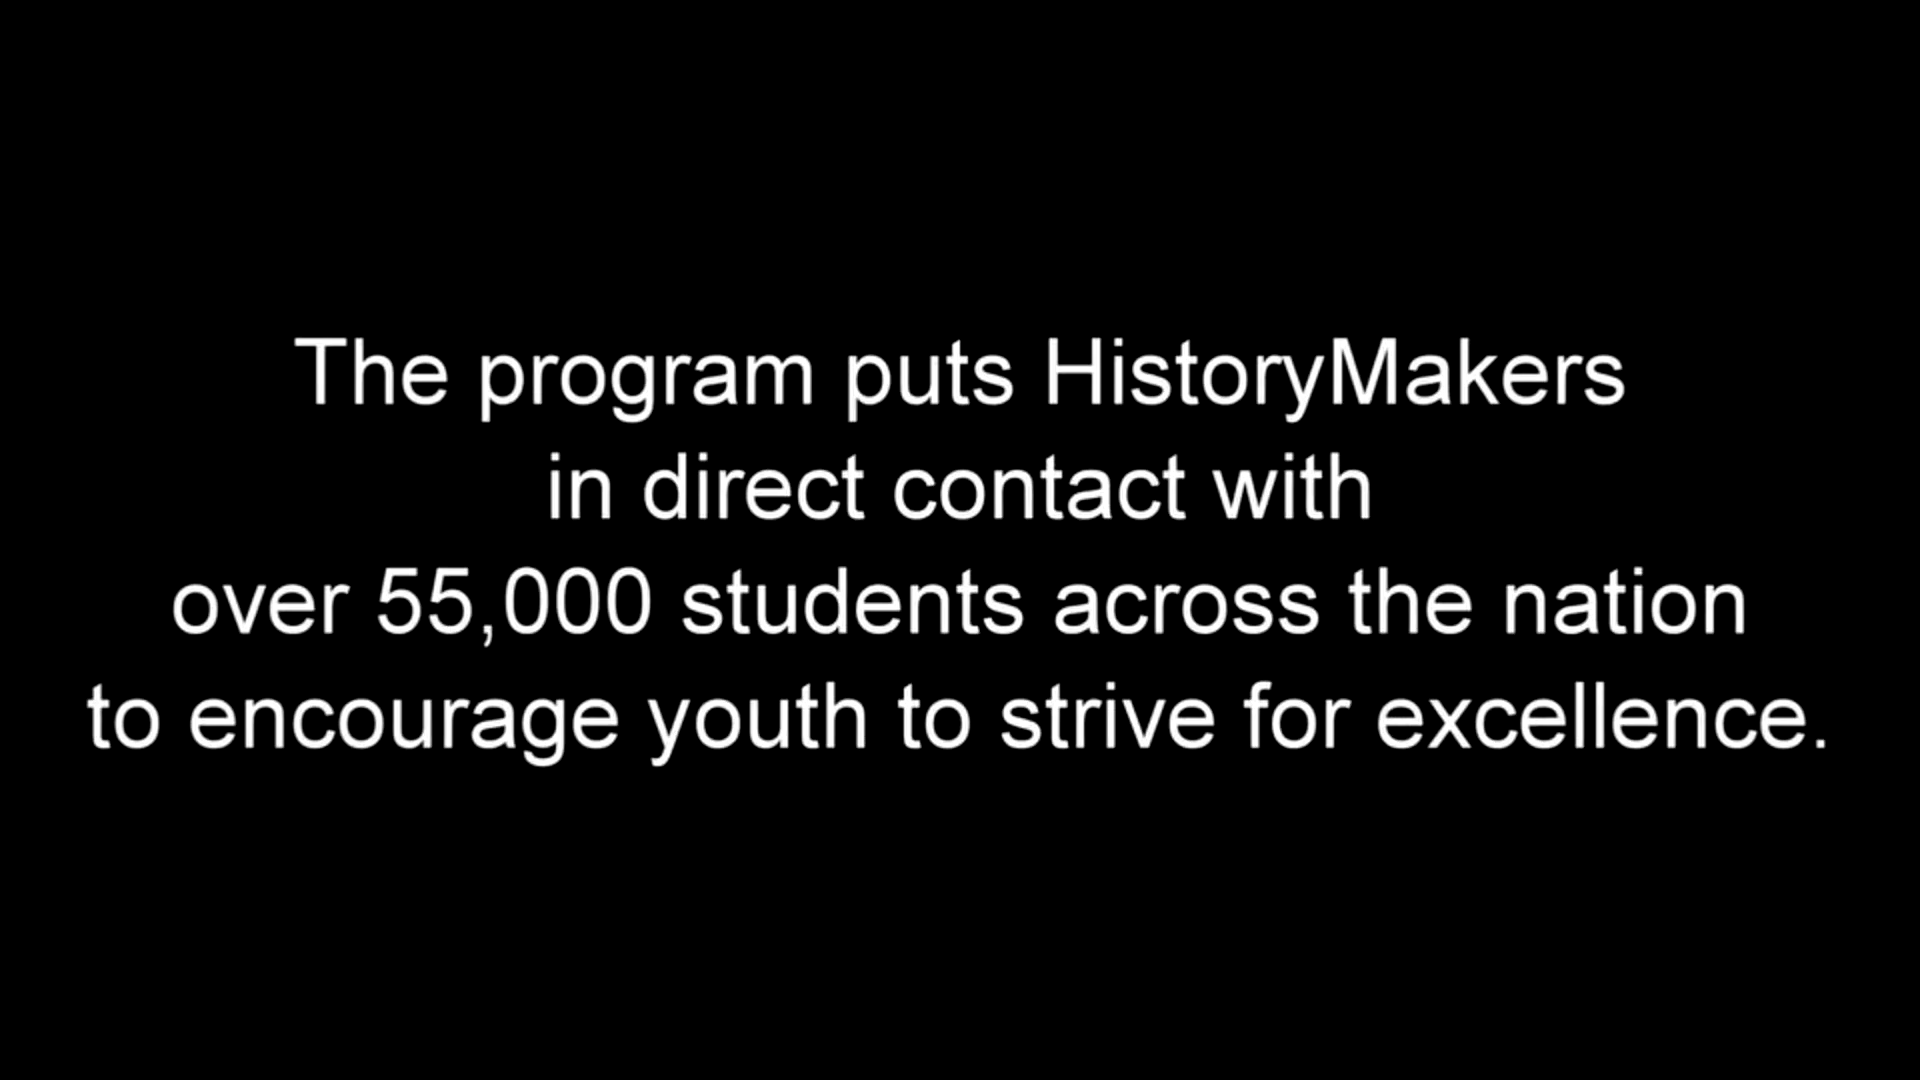 The program puts HistoryMakers
in direct contact with
over 55,000 students across the nation
to encourage youth to strive for excellence.